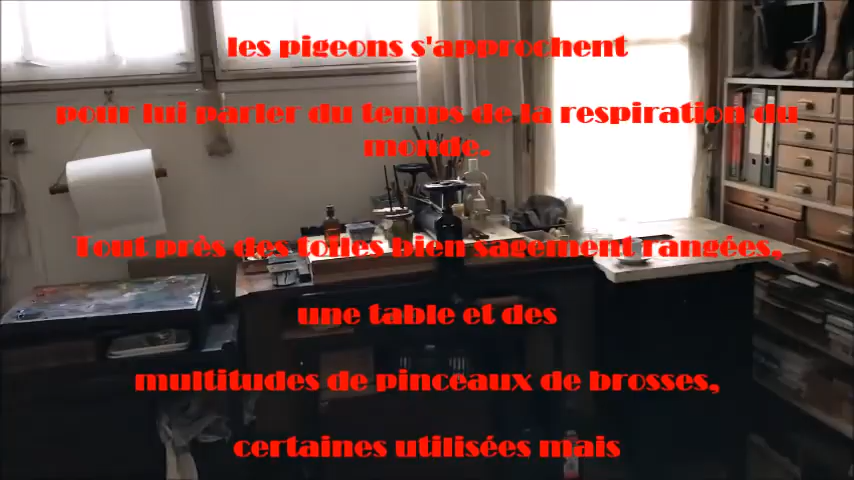 les pigeons s'approchent
pour lui parler du temps de la respiration du
monde.
Tout près des toiles bien sagement rangées,
une table et des
multitudes de pinceaux de brosses,
certaines utilisées mais